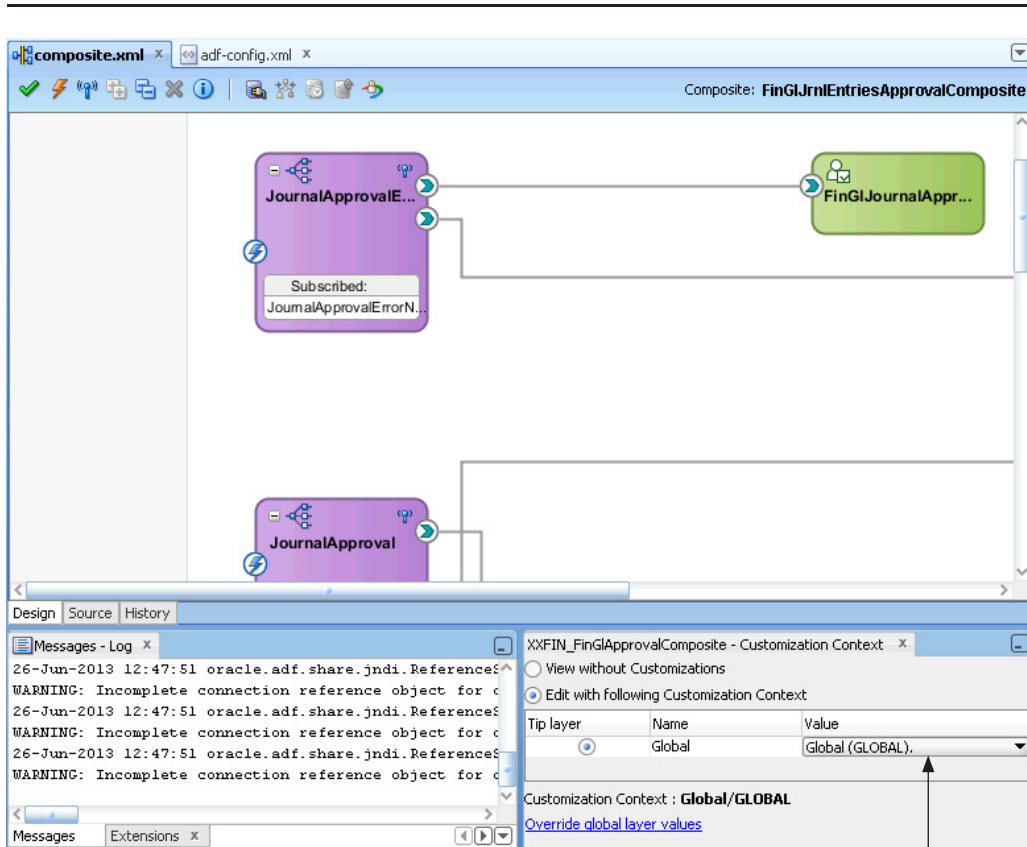 composite.xml x adf-config.xml x
Composite: FinGlJrnlEntriesApprovalComposite
JournalApprovalE...
FinGlJournalAppr...
Subscribed:
JournalApprovalErrorN...
JournalApproval
Design Source History
Messages - Log x
26-Jun-2013 12:47:51 oracle.adf.share.jndi.ReferenceS
WARNING: Incomplete connection reference object for c
26-Jun-2013 12:47:51 oracle.adf.share.jndi.ReferenceS
WARNING: Incomplete connection reference object for c
26-Jun-2013 12:47:51 oracle.adf.share.jndi.ReferenceS
WARNING: Incomplete connection reference object for c
Messages Extensions x
XXFIN_FinGlApprovalComposite - Customization Context x
View without Customizations
Edit with following Customization Context
Tip layer Name Value
Global Global (GLOBAL).
Customization Context : Global/GLOBAL
Override global layer values